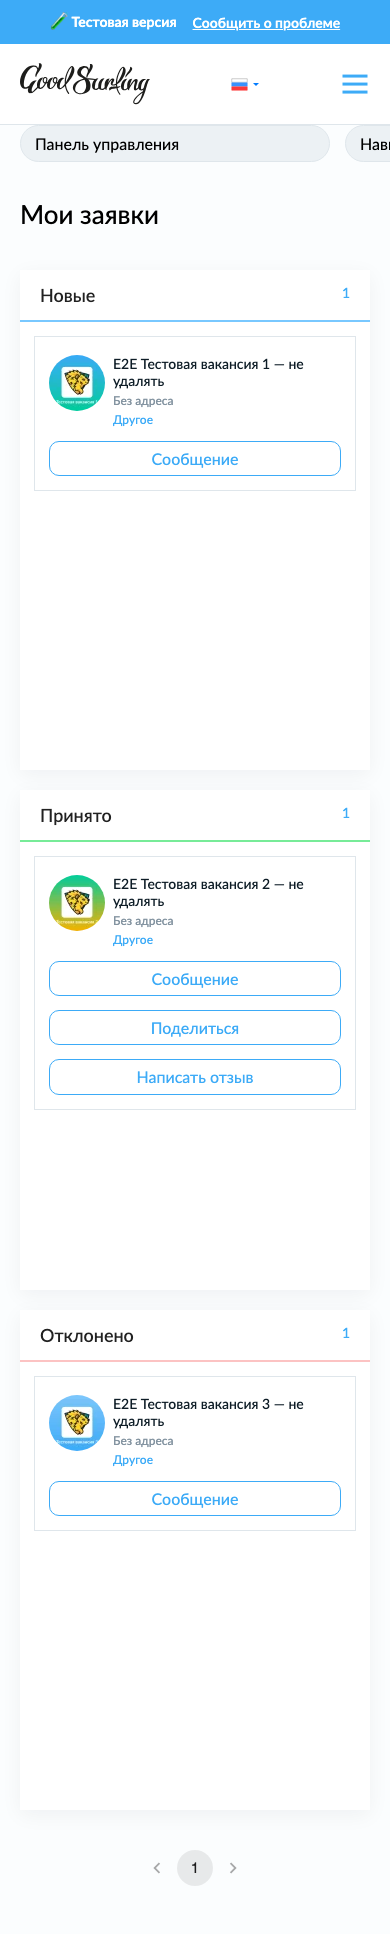 Тестовая версия Сообщить о проблеме
GoodSurfing
Панель управления
Нави
Мои заявки
Новые 1
E2E Тестовая вакансия 1 — не
удалять
Без адреса
Другое
Сообщение
Принято 1
E2E Тестовая вакансия 2 — не
удалять
Без адреса
Другое
Сообщение
Поделиться
Написать отзыв
Отклонено 1
E2E Тестовая вакансия 3 — не
удалять
Без адреса
Другое
Сообщение
1